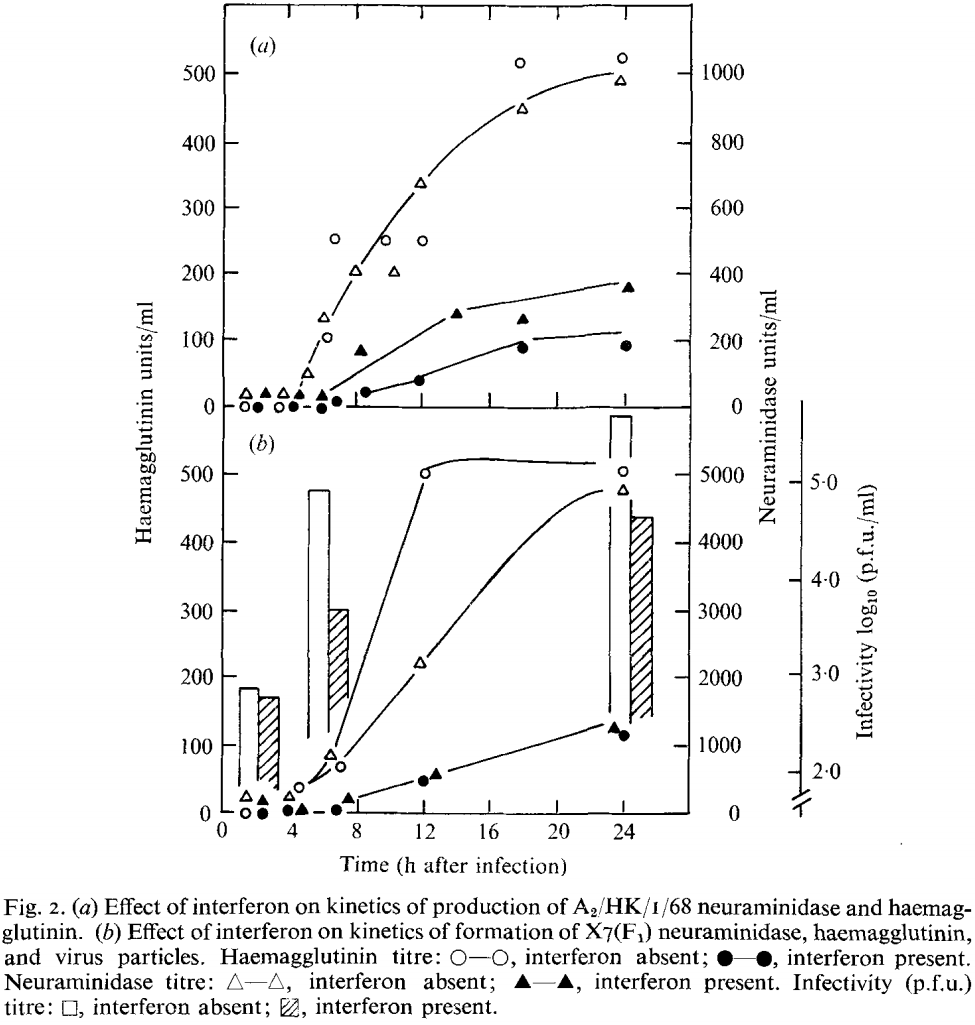 (a)
500
400
300
200
100
0
1000
800
600
400
200
0
Haemagglutinin units/ml
Neuraminidase units/ml
(b)
500
400
300
200
100
0
5000
4000
3000
2000
1000
0
5·0
4·0
3·0
2·0
Infectivity log₁₀ (p.f.u./ml)
0 4 8 12 16 20 24
Time (h after infection)
Fig. 2. (a) Effect of interferon on kinetics of production of A₂/HK/1/68 neuraminidase and haemag-
glutinin. (b) Effect of interferon on kinetics of formation of X7(F₁) neuraminidase, haemagglutinin,
and virus particles. Haemagglutinin titre: ○—○, interferon absent; ●—●, interferon present.
Neuraminidase titre: △—△, interferon absent; ▲—▲, interferon present. Infectivity (p.f.u.)
titre: □, interferon absent; ▨, interferon present.